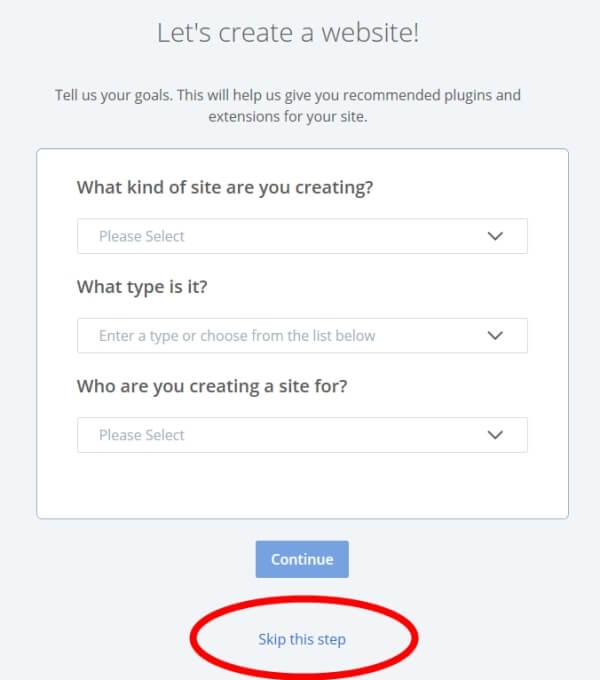 Let's create a website!
Tell us your goals. This will help us give you recommended plugins and
extensions for your site.
What kind of site are you creating?
Please Select
What type is it?
Enter a type or choose from the list below
Who are you creating a site for?
Please Select
Continue
Skip this step